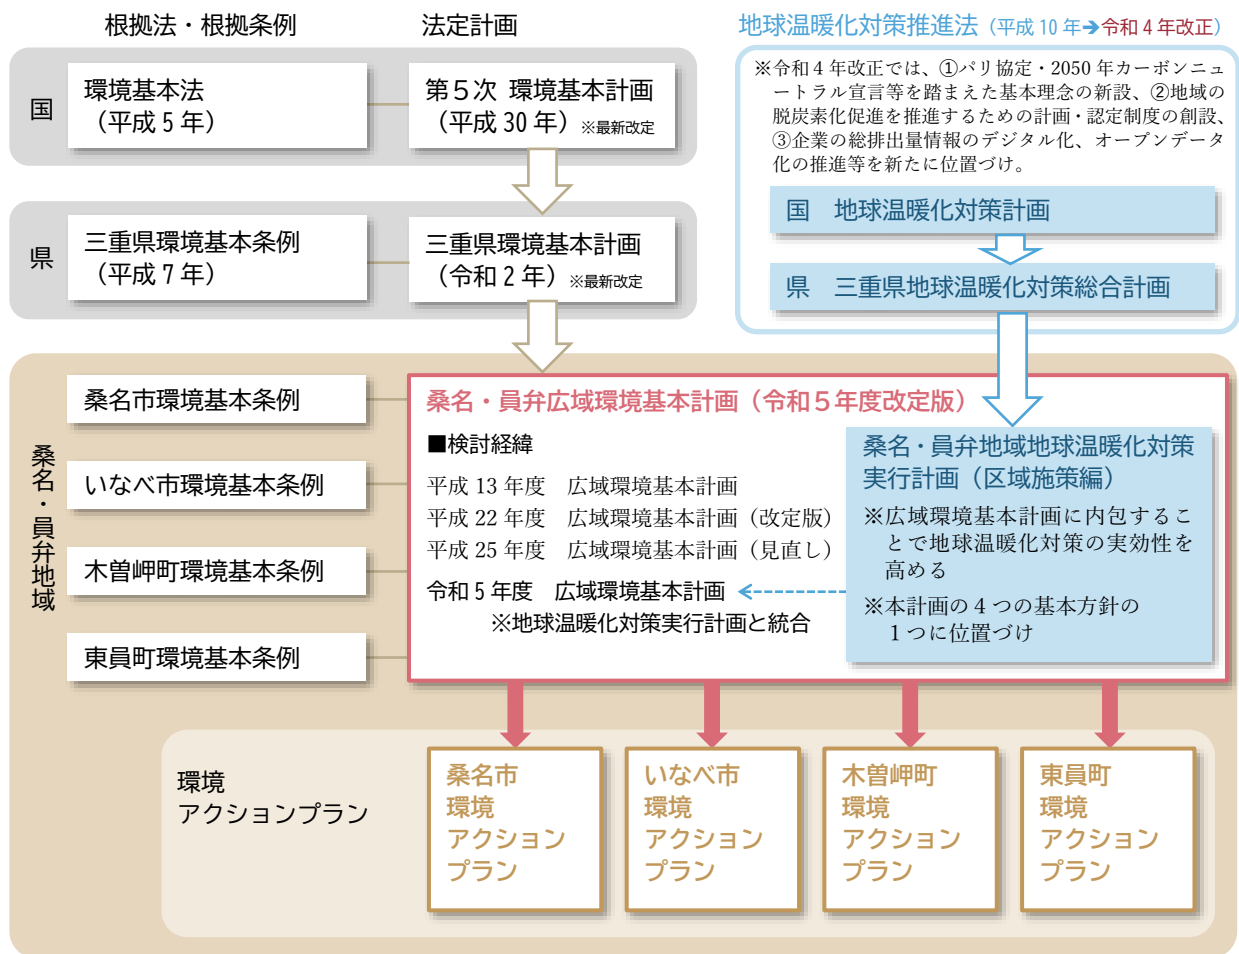 根拠法・根拠条例
法定計画
国
環境基本法
（平成５年）
第５次 環境基本計画
（平成 30 年）※最新改定
県
三重県環境基本条例
（平成７年）
三重県環境基本計画
（令和２年）※最新改定
地球温暖化対策推進法（平成 10 年➔令和４年改正）
※令和４年改正では、①パリ協定・2050 年カーボンニュ
ートラル宣言等を踏まえた基本理念の新設、②地域の
脱炭素化促進を推進するための計画・認定制度の創設、
③企業の総排出量情報のデジタル化、オープンデータ
化の推進等を新たに位置づけ。
国　地球温暖化対策計画
県　三重県地球温暖化対策総合計画
桑名・員弁地域
桑名市環境基本条例
いなべ市環境基本条例
木曽岬町環境基本条例
東員町環境基本条例
桑名・員弁広域環境基本計画（令和５年度改定版）
■検討経緯
平成 13 年度　広域環境基本計画
平成 22 年度　広域環境基本計画（改定版）
平成 25 年度　広域環境基本計画（見直し）
令和５年度　広域環境基本計画
※地球温暖化対策実行計画と統合
桑名・員弁地域地球温暖化対策
実行計画（区域施策編）
※広域環境基本計画に内包するこ
とで地球温暖化対策の実効性を
高める
※本計画の４つの基本方針の
１つに位置づけ
環境
アクションプラン
桑名市
環境
アクション
プラン
いなべ市
環境
アクション
プラン
木曽岬町
環境
アクション
プラン
東員町
環境
アクション
プラン